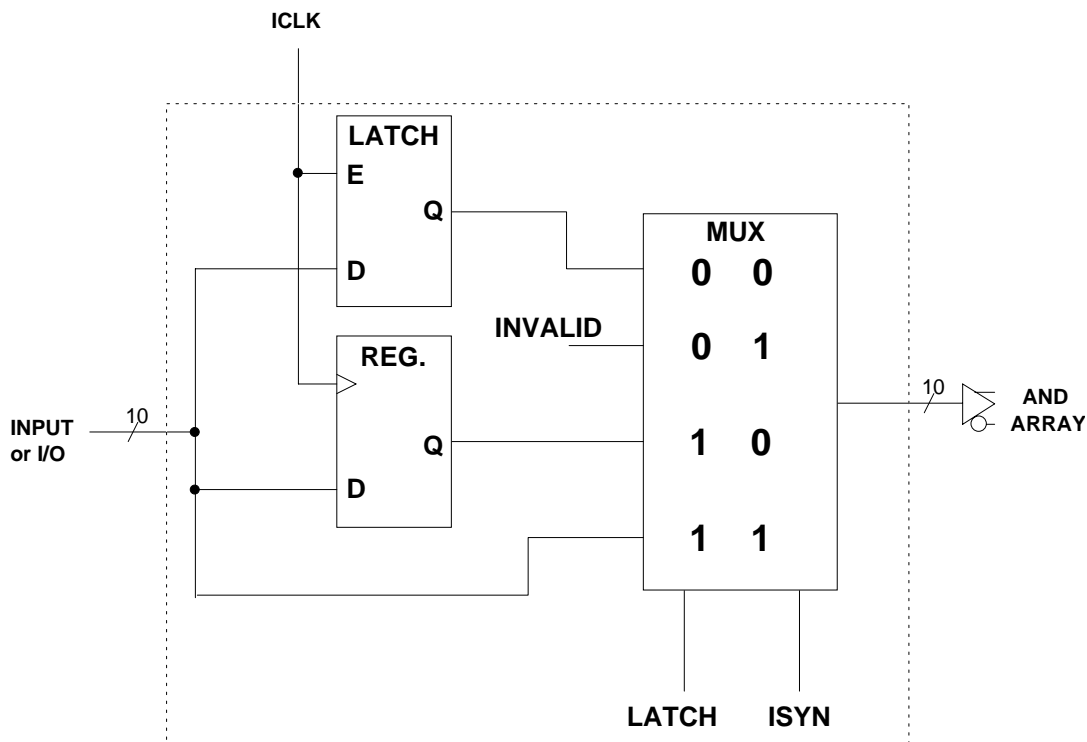 ICLK
LATCH
E
Q
D
MUX
0 0
INVALID
0 1
REG.
10
INPUT
or I/O
Q
1 0
10
AND
ARRAY
D
1 1
LATCH
ISYN